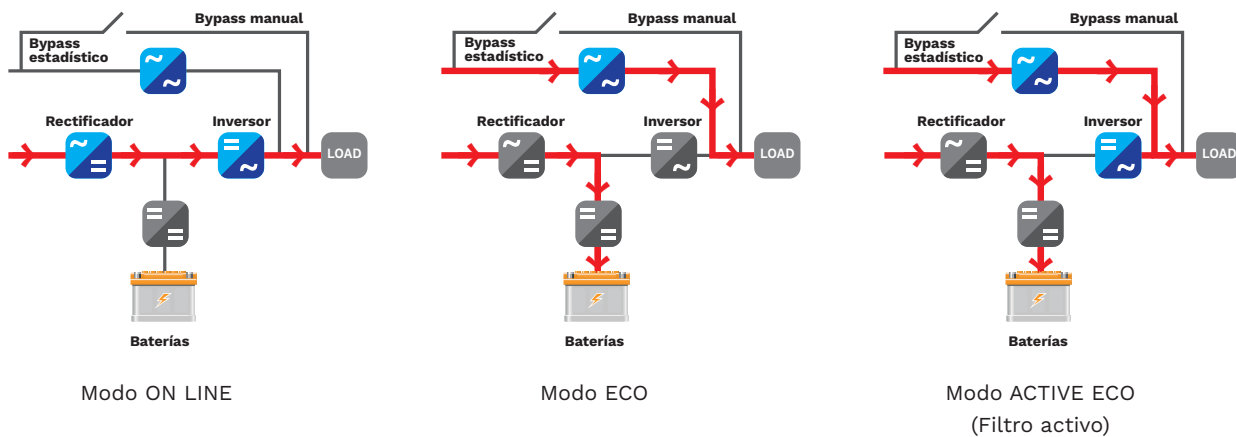 Bypass manual
Bypass
estadístico
Rectificador
Inversor
LOAD
Baterías
Modo ON LINE
Bypass manual
Bypass
estadístico
Rectificador
Inversor
LOAD
Baterías
Modo ECO
Bypass manual
Bypass
estadístico
Rectificador
Inversor
LOAD
Baterías
Modo ACTIVE ECO
(Filtro activo)